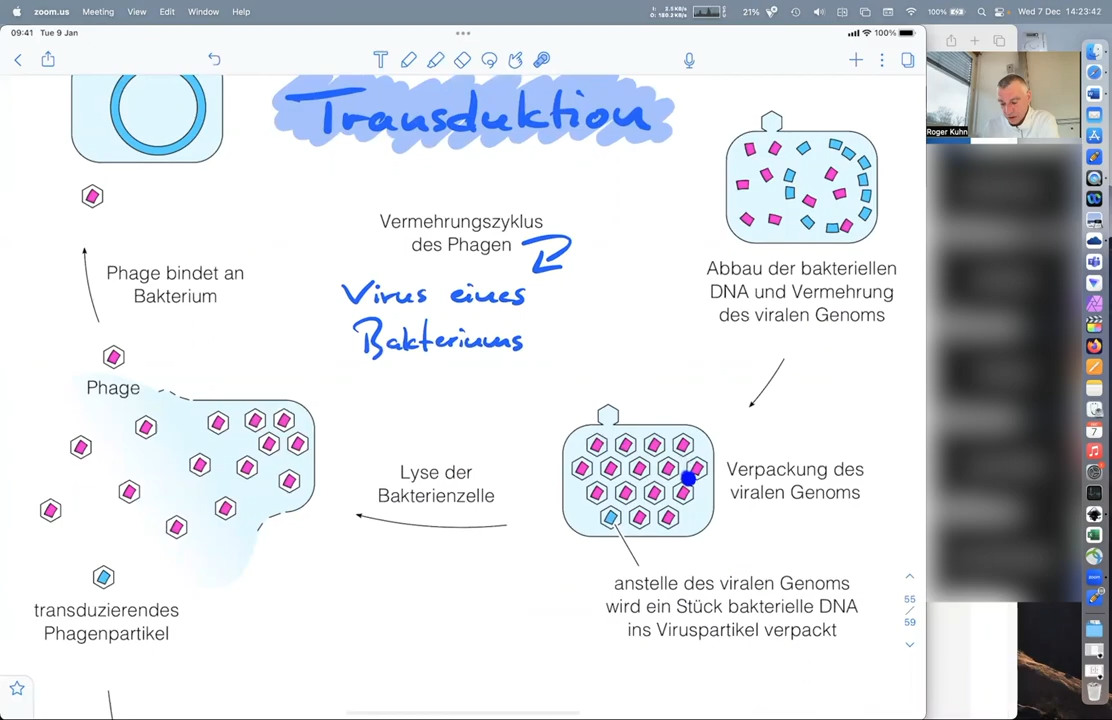 zoom.us Meeting View Edit Window Help
21%
100%
Wed 7 Dec 14:23:42
09:41 Tue 9 Jan
100%
Transduktion
Roger Kuhn
Vermehrungszyklus
des Phagen
Virus eines
Bakteriums
Phage bindet an
Bakterium
Abbau der bakteriellen
DNA und Vermehrung
des viralen Genoms
Phage
Lyse der
Bakterienzelle
Verpackung des
viralen Genoms
anstelle des viralen Genoms
wird ein Stück bakterielle DNA
ins Viruspartikel verpackt
transduzierendes
Phagenpartikel
55
/
59